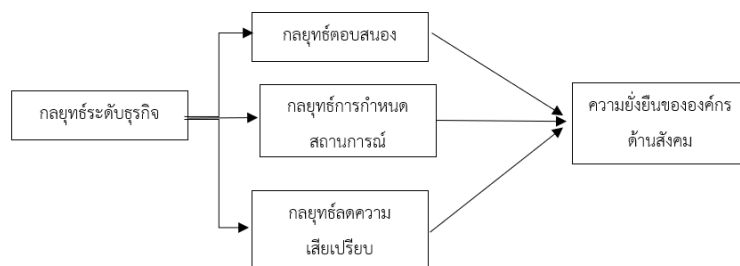 กลยุทธ์ตอบสนอง
กลยุทธ์ระดับธุรกิจ
กลยุทธ์การกำหนด
สถานการณ์
ความยั่งยืนขององค์กร
ด้านสังคม
กลยุทธ์ลดความ
เสียเปรียบ